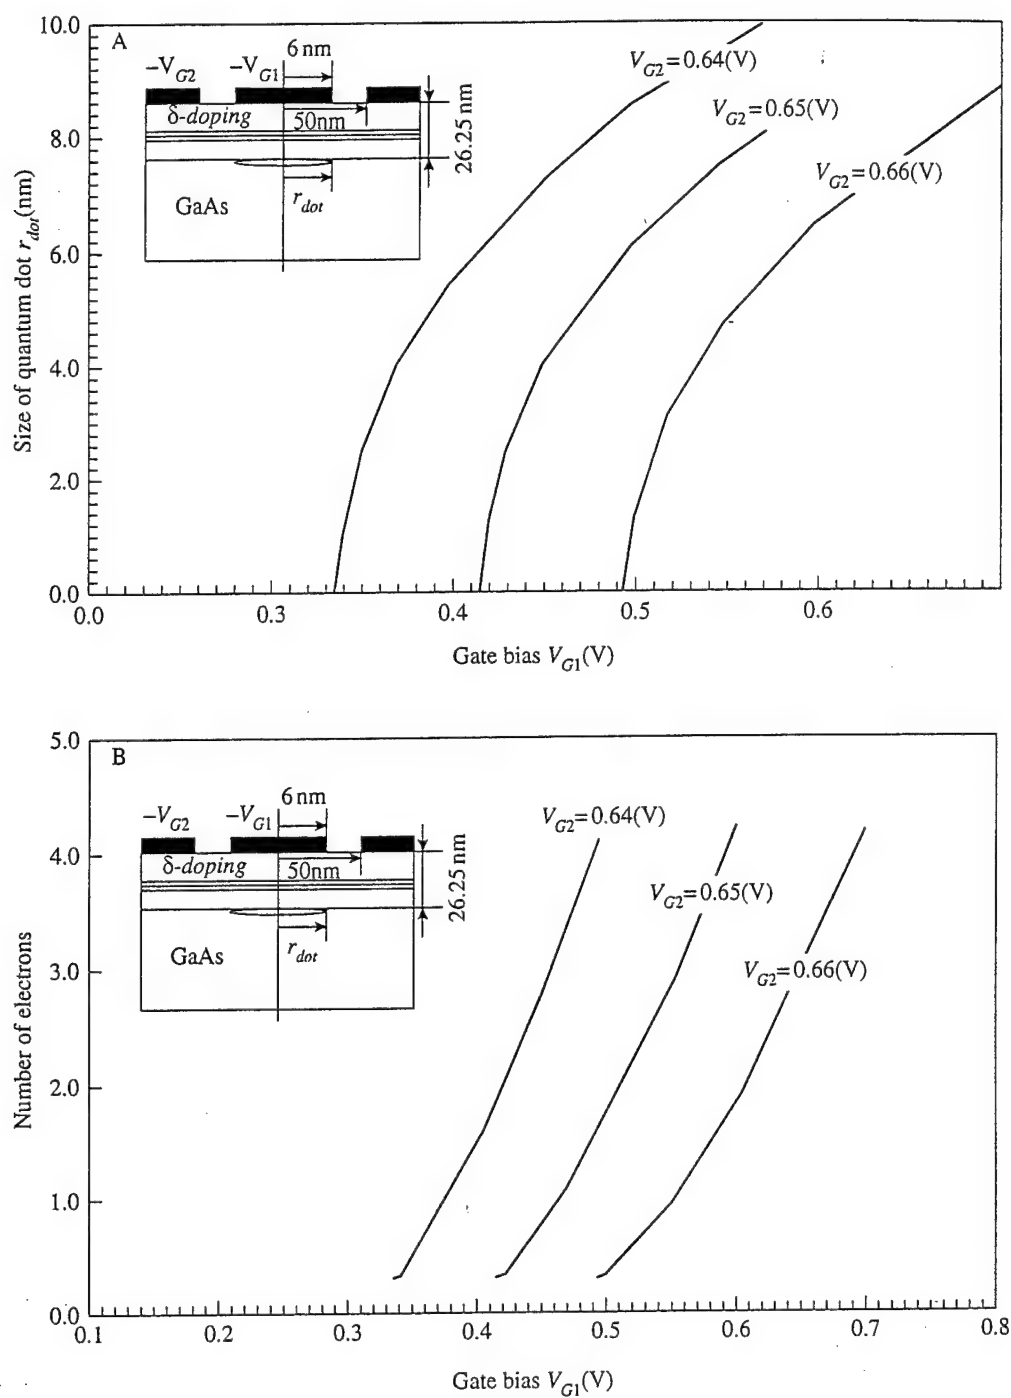 A
10.0
8.0
6.0
4.0
2.0
0.0
Size of quantum dot r_dot(nm)
6 nm
−V_G2 −V_G1
δ-doping
50nm
26.25 nm
r_dot
GaAs
V_G2=0.64(V)
V_G2=0.65(V)
V_G2=0.66(V)
0.0 0.3 0.4 0.5 0.6
Gate bias V_G1(V)
B
5.0
4.0
3.0
2.0
1.0
0.0
Number of electrons
6 nm
−V_G2 −V_G1
δ-doping
50nm
26.25 nm
r_dot
GaAs
V_G2=0.64(V)
V_G2=0.65(V)
V_G2=0.66(V)
0.1 0.2 0.3 0.4 0.5 0.6 0.7 0.8
Gate bias V_G1(V)